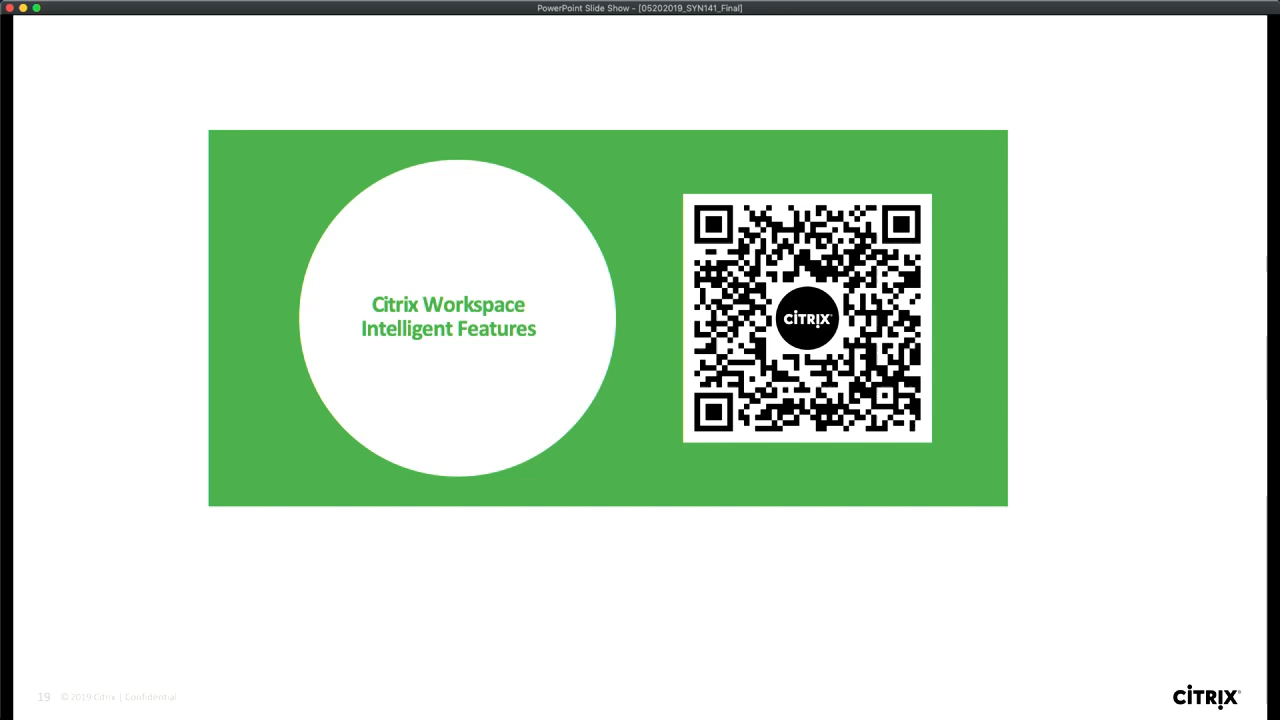 PowerPoint Slide Show - [05202019_SYN141_Final]
Citrix Workspace
Intelligent Features
CITRIX
19 © 2019 Citrix | Confidential
CITRIX